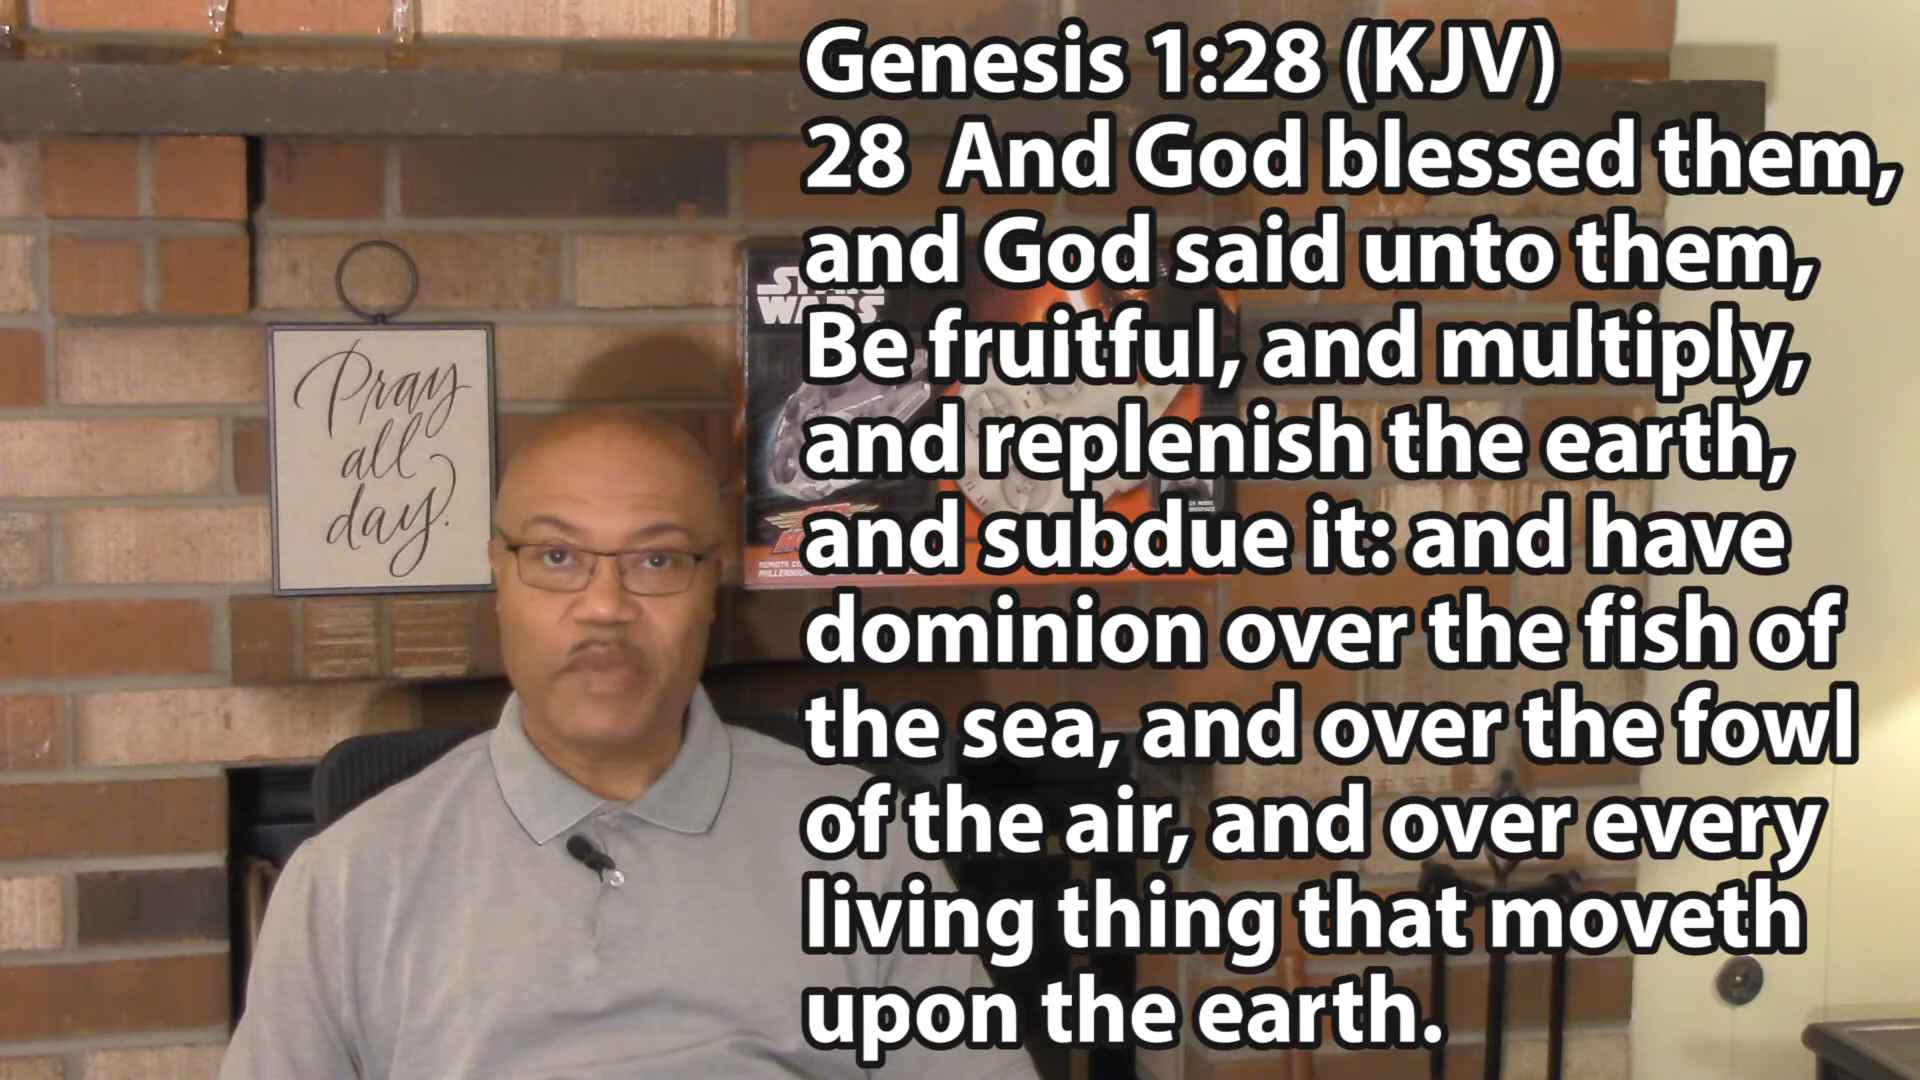 Genesis 1:28 (KJV)
28 And God blessed them,
and God said unto them,
Be fruitful, and multiply,
and replenish the earth,
and subdue it: and have
dominion over the fish of
the sea, and over the fowl
of the air, and over every
living thing that moveth
upon the earth.
Pray
all
day.
STAR
WARS
REMOTE